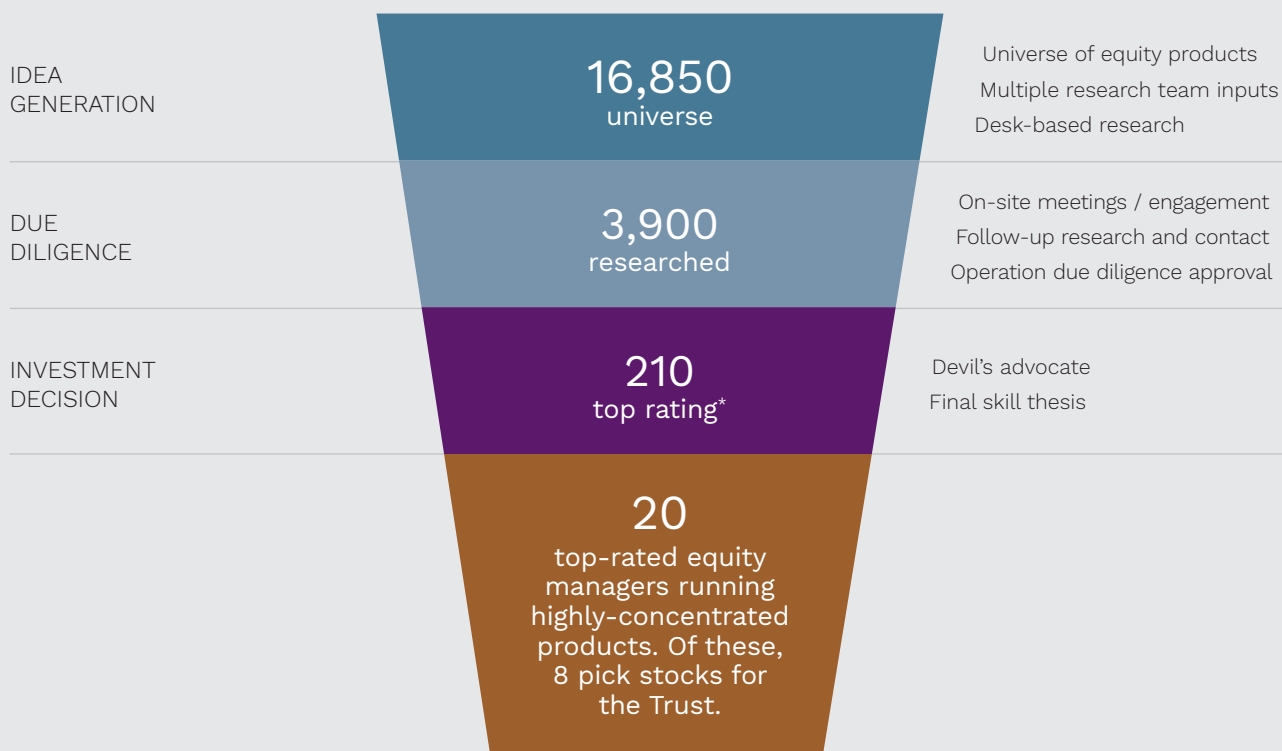 IDEA
GENERATION
16,850
universe
Universe of equity products
Multiple research team inputs
Desk-based research
DUE
DILIGENCE
3,900
researched
On-site meetings / engagement
Follow-up research and contact
Operation due diligence approval
INVESTMENT
DECISION
210
top rating*
Devil’s advocate
Final skill thesis
20
top-rated equity
managers running
highly-concentrated
products. Of these,
8 pick stocks for
the Trust.